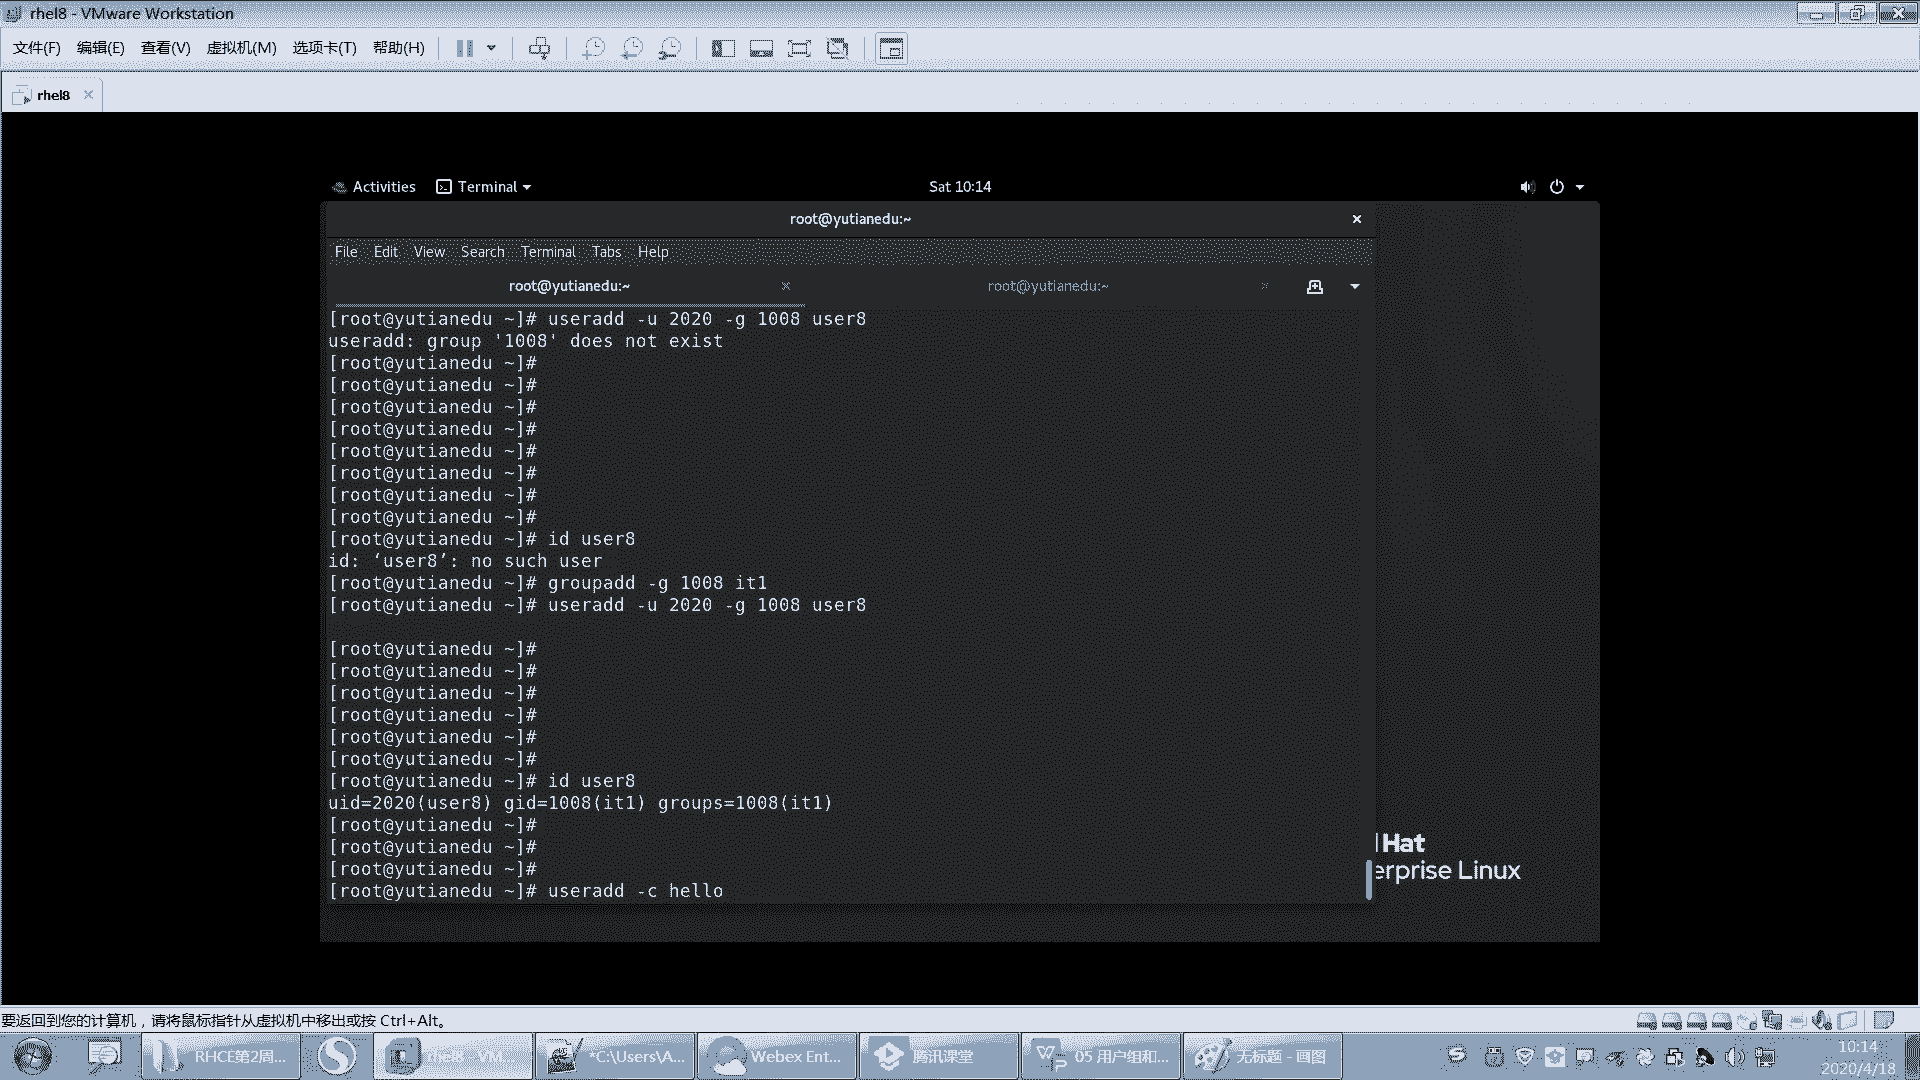 rhel8 - VMware Workstation
文件(F) 编辑(E) 查看(V) 虚拟机(M) 选项卡(T) 帮助(H)
rhel8
Activities Terminal Sat 10:14
root@yutianedu:~
File Edit View Search Terminal Tabs Help
root@yutianedu:~ root@yutianedu:~
[root@yutianedu ~]# useradd -u 2020 -g 1008 user8
useradd: group '1008' does not exist
[root@yutianedu ~]#
[root@yutianedu ~]#
[root@yutianedu ~]#
[root@yutianedu ~]#
[root@yutianedu ~]#
[root@yutianedu ~]#
[root@yutianedu ~]#
[root@yutianedu ~]#
[root@yutianedu ~]# id user8
id: ‘user8’: no such user
[root@yutianedu ~]# groupadd -g 1008 it1
[root@yutianedu ~]# useradd -u 2020 -g 1008 user8
[root@yutianedu ~]#
[root@yutianedu ~]#
[root@yutianedu ~]#
[root@yutianedu ~]#
[root@yutianedu ~]#
[root@yutianedu ~]#
[root@yutianedu ~]# id user8
uid=2020(user8) gid=1008(it1) groups=1008(it1)
[root@yutianedu ~]#
[root@yutianedu ~]#
[root@yutianedu ~]#
[root@yutianedu ~]# useradd -c hello
Hat
erprise Linux
要返回到您的计算机，请将鼠标指针从虚拟机中移出或按 Ctrl+Alt。
RHCE第2周... rhel8 - VM... *C:\Users\A... Webex Ent... 腾讯课堂 05 用户组和... 无标题 - 画图
10:14
2020/4/18